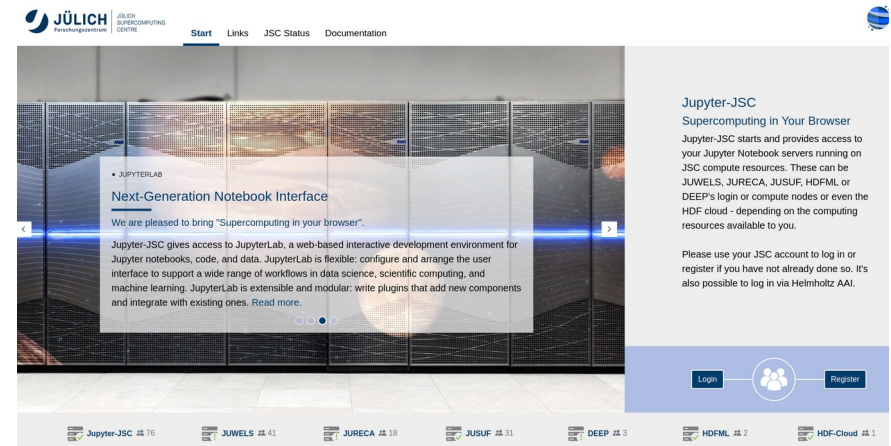 JÜLICH
Forschungszentrum
JÜLICH
SUPERCOMPUTING
CENTRE
Start Links JSC Status Documentation
▪ JUPYTERLAB
Next-Generation Notebook Interface
We are pleased to bring "Supercomputing in your browser".
Jupyter-JSC gives access to JupyterLab, a web-based interactive development environment for
Jupyter notebooks, code, and data. JupyterLab is flexible: configure and arrange the user
interface to support a wide range of workflows in data science, scientific computing, and
machine learning. JupyterLab is extensible and modular: write plugins that add new components
and integrate with existing ones. Read more.
Jupyter-JSC
Supercomputing in Your Browser
Jupyter-JSC starts and provides access to
your Jupyter Notebook servers running on
JSC compute resources. These can be
JUWELS, JURECA, JUSUF, HDFML or
DEEP's login or compute nodes or even the
HDF cloud - depending on the computing
resources available to you.
Please use your JSC account to log in or
register if you have not already done so. It's
also possible to log in via Helmholtz AAI.
Login Register
Jupyter-JSC 76 JUWELS 41 JURECA 18 JUSUF 31 DEEP 3 HDFML 2 HDF-Cloud 1